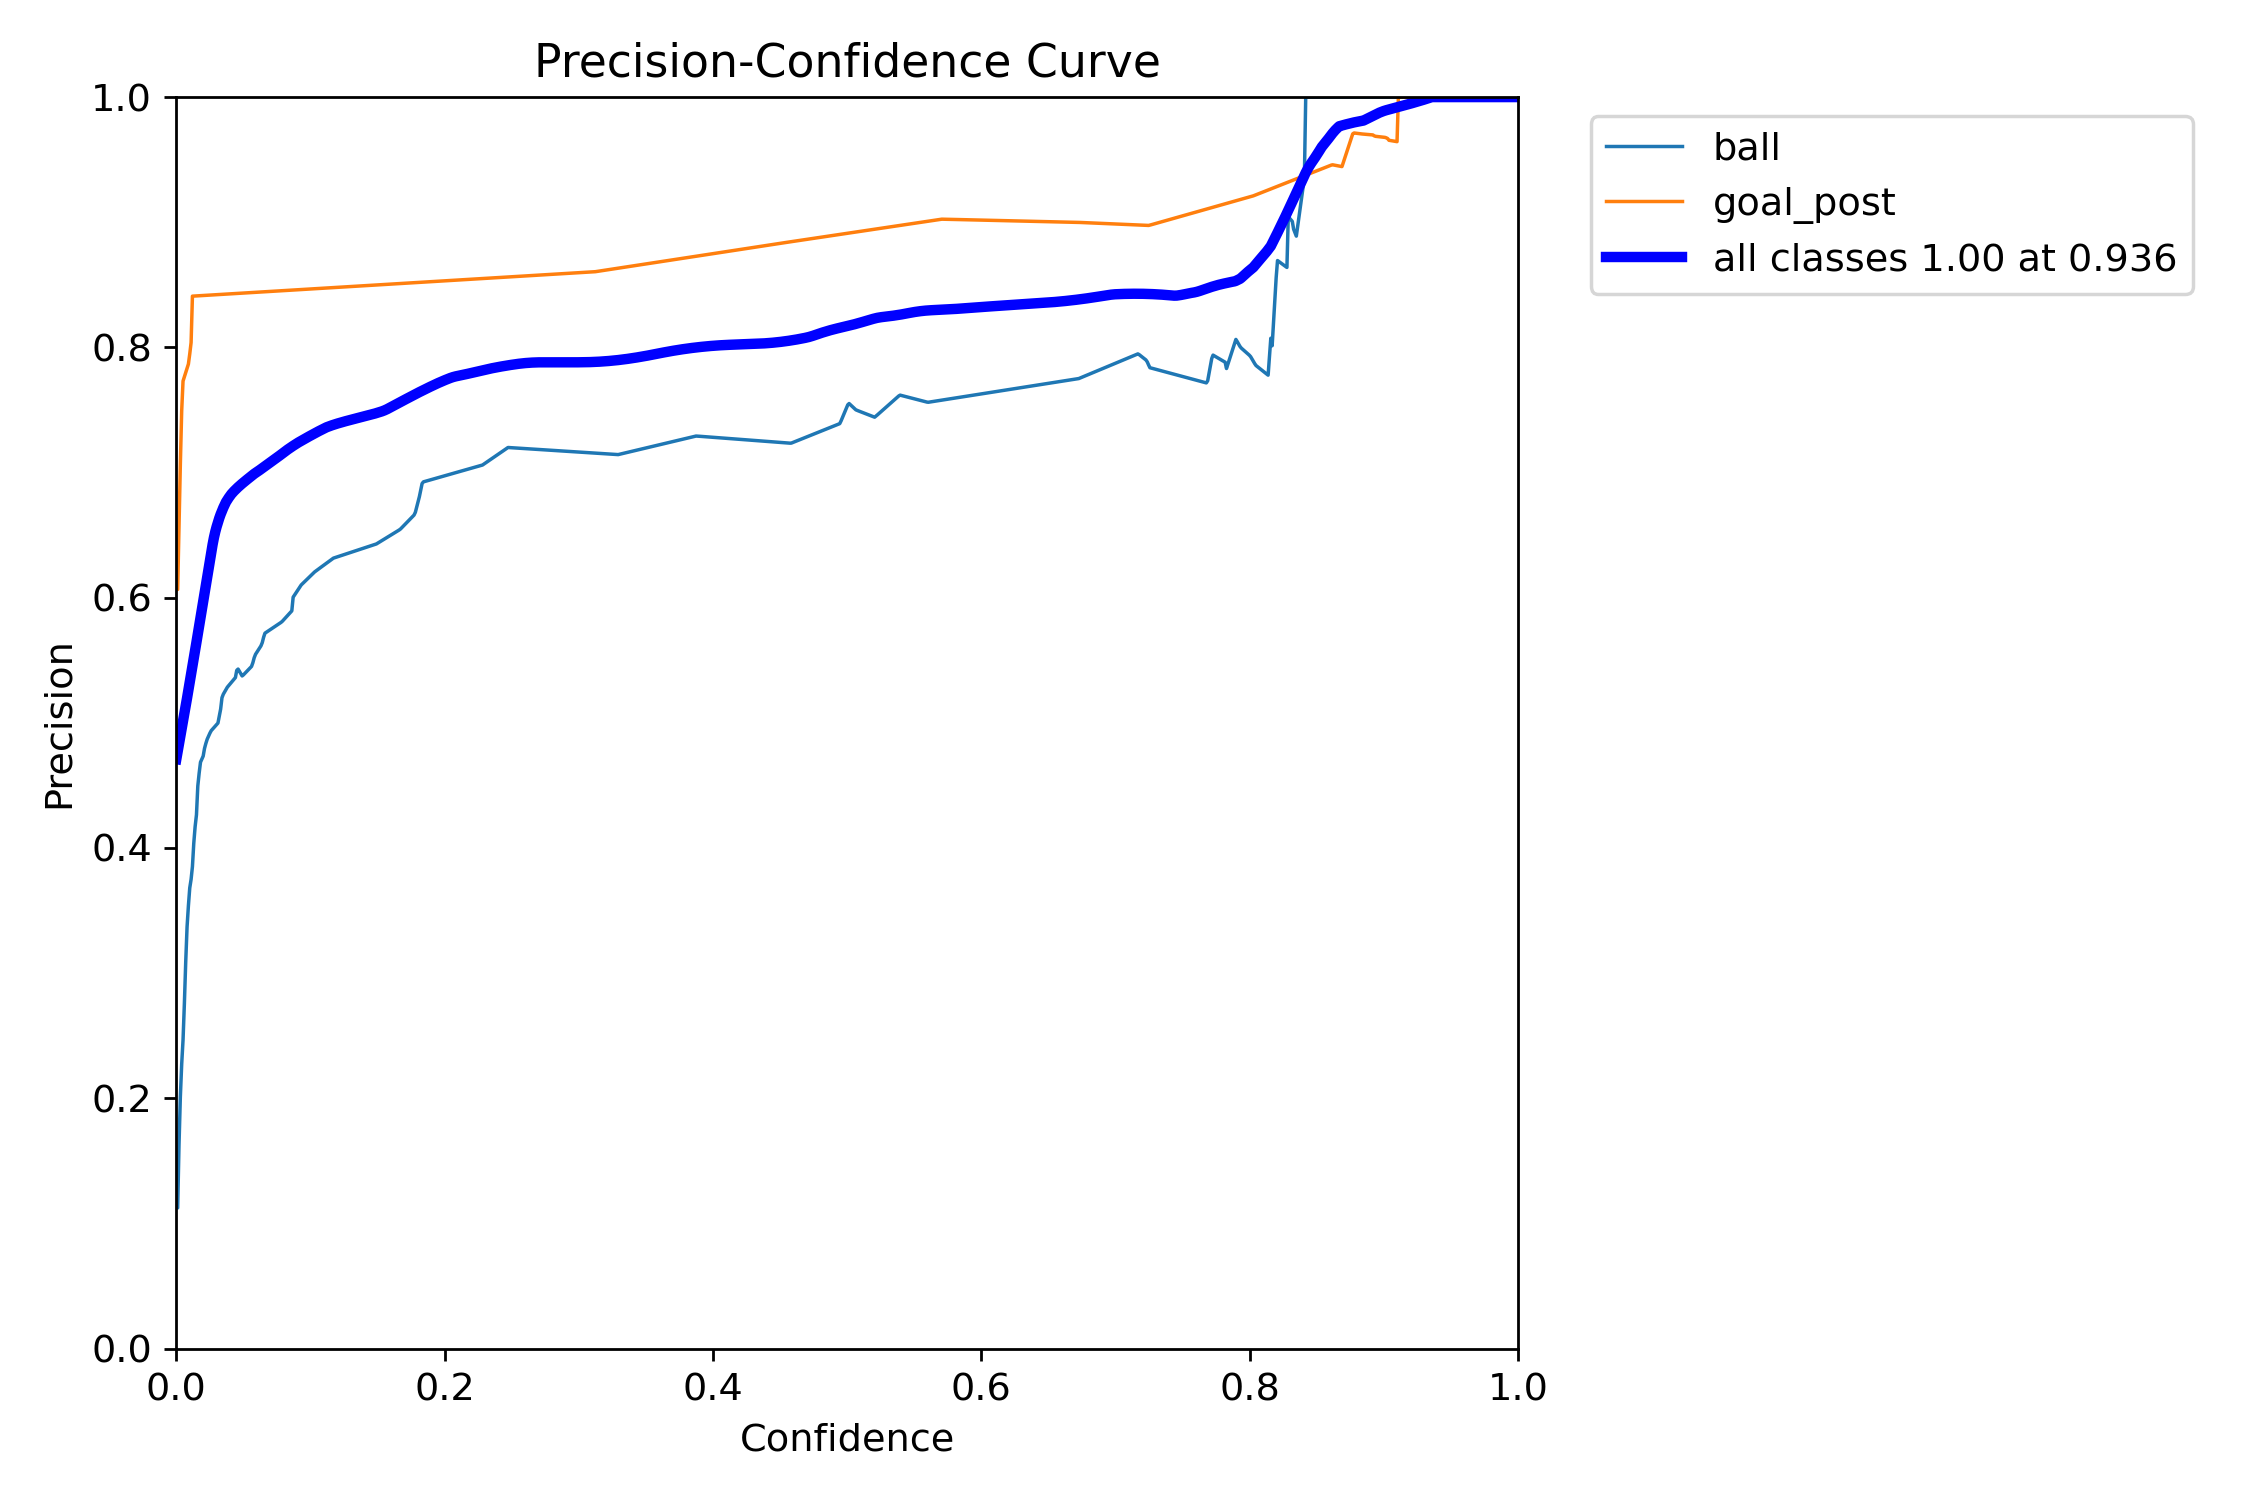 Precision-Confidence Curve
1.0
0.8
0.6
0.4
0.2
0.0
Precision
0.0 0.2 0.4 0.6 0.8 1.0
Confidence
ball
goal_post
all classes 1.00 at 0.936